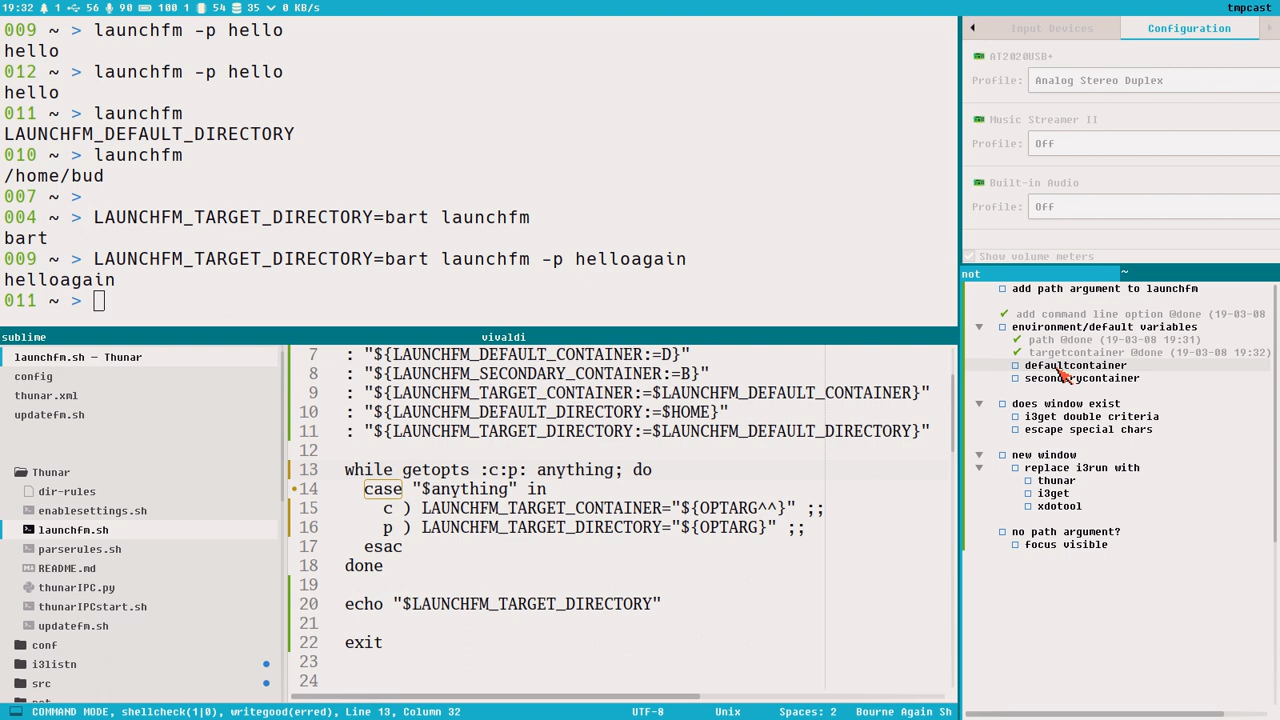 19:32 1 56 90 100 1 54 35 0 KB/s
tmpcast
009 ~ > launchfm -p hello
hello
012 ~ > launchfm -p hello
hello
011 ~ > launchfm
LAUNCHFM_DEFAULT_DIRECTORY
010 ~ > launchfm
/home/bud
007 ~ >
004 ~ > LAUNCHFM_TARGET_DIRECTORY=bart launchfm
bart
009 ~ > LAUNCHFM_TARGET_DIRECTORY=bart launchfm -p helloagain
helloagain
011 ~ >
Input Devices Configuration
AT2020USB+
Profile: Analog Stereo Duplex
Music Streamer II
Profile: Off
Built-in Audio
Profile: Off
Show volume meters
not ~
add path argument to launchfm
✔ add command line option @done (19-03-08
environment/default variables
✔ path @done (19-03-08 19:31)
✔ targetcontainer @done (19-03-08 19:32)
defaultcontainer
secondarycontainer
does window exist
i3get double criteria
escape special chars
new window
replace i3run with
thunar
i3get
xdotool
no path argument?
focus visible
sublime vivaldi
launchfm.sh — Thunar
config
thunar.xml
updatefm.sh
Thunar
dir-rules
enablesettings.sh
launchfm.sh
parserules.sh
README.md
thunarIPC.py
thunarIPCstart.sh
updatefm.sh
conf
i3listn
src
7 : "${LAUNCHFM_DEFAULT_CONTAINER:=D}"
8 : "${LAUNCHFM_SECONDARY_CONTAINER:=B}"
9 : "${LAUNCHFM_TARGET_CONTAINER:=$LAUNCHFM_DEFAULT_CONTAINER}"
10 : "${LAUNCHFM_DEFAULT_DIRECTORY:=$HOME}"
11 : "${LAUNCHFM_TARGET_DIRECTORY:=$LAUNCHFM_DEFAULT_DIRECTORY}"
12
13 while getopts :c:p: anything; do
14 case "$anything" in
15 c ) LAUNCHFM_TARGET_CONTAINER="${OPTARG^^}" ;;
16 p ) LAUNCHFM_TARGET_DIRECTORY="${OPTARG}" ;;
17 esac
18 done
19
20 echo "$LAUNCHFM_TARGET_DIRECTORY"
21
22 exit
23
24
COMMAND MODE, shellcheck(1|0), writegood(erred), Line 13, Column 32 UTF-8 Unix Spaces: 2 Bourne Again Sh